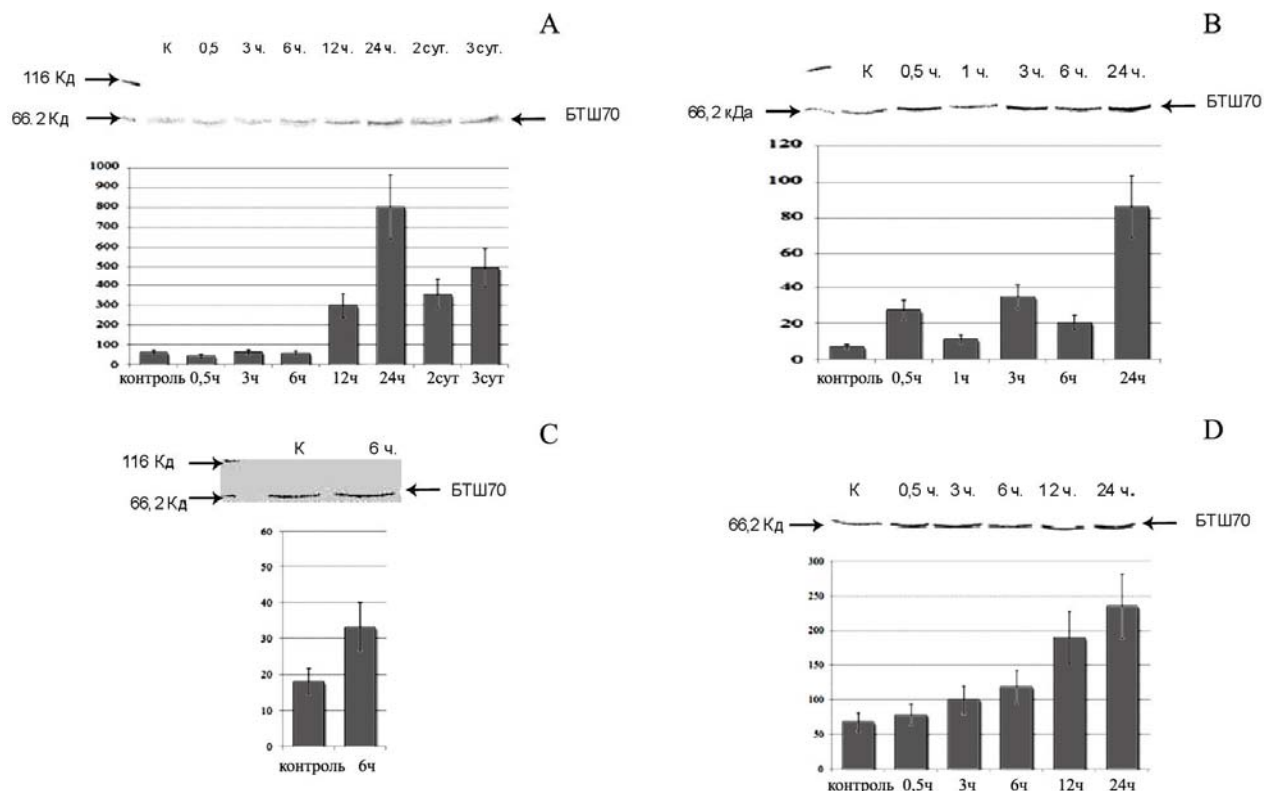 A
К 0,5 3 ч. 6 ч. 12ч. 24ч. 2сут. 3сут.
116 Кд
66.2 Кд БТШ70
1000
900
800
700
600
500
400
300
200
100
0
контроль 0,5ч 3ч 6ч 12ч 24ч 2сут 3сут
B
К 0,5 ч. 1 ч. 3 ч. 6 ч. 24 ч.
66,2 кДа БТШ70
120
100
80
60
40
20
0
контроль 0,5ч 1ч 3ч 6ч 24ч
C
К 6 ч.
116 Кд
66,2 Кд БТШ70
60
50
40
30
20
10
0
контроль 6ч
D
К 0,5 ч. 3 ч. 6 ч. 12 ч. 24 ч.
66,2 Кд БТШ70
300
250
200
150
100
50
0
контроль 0,5ч 3ч 6ч 12ч 24ч